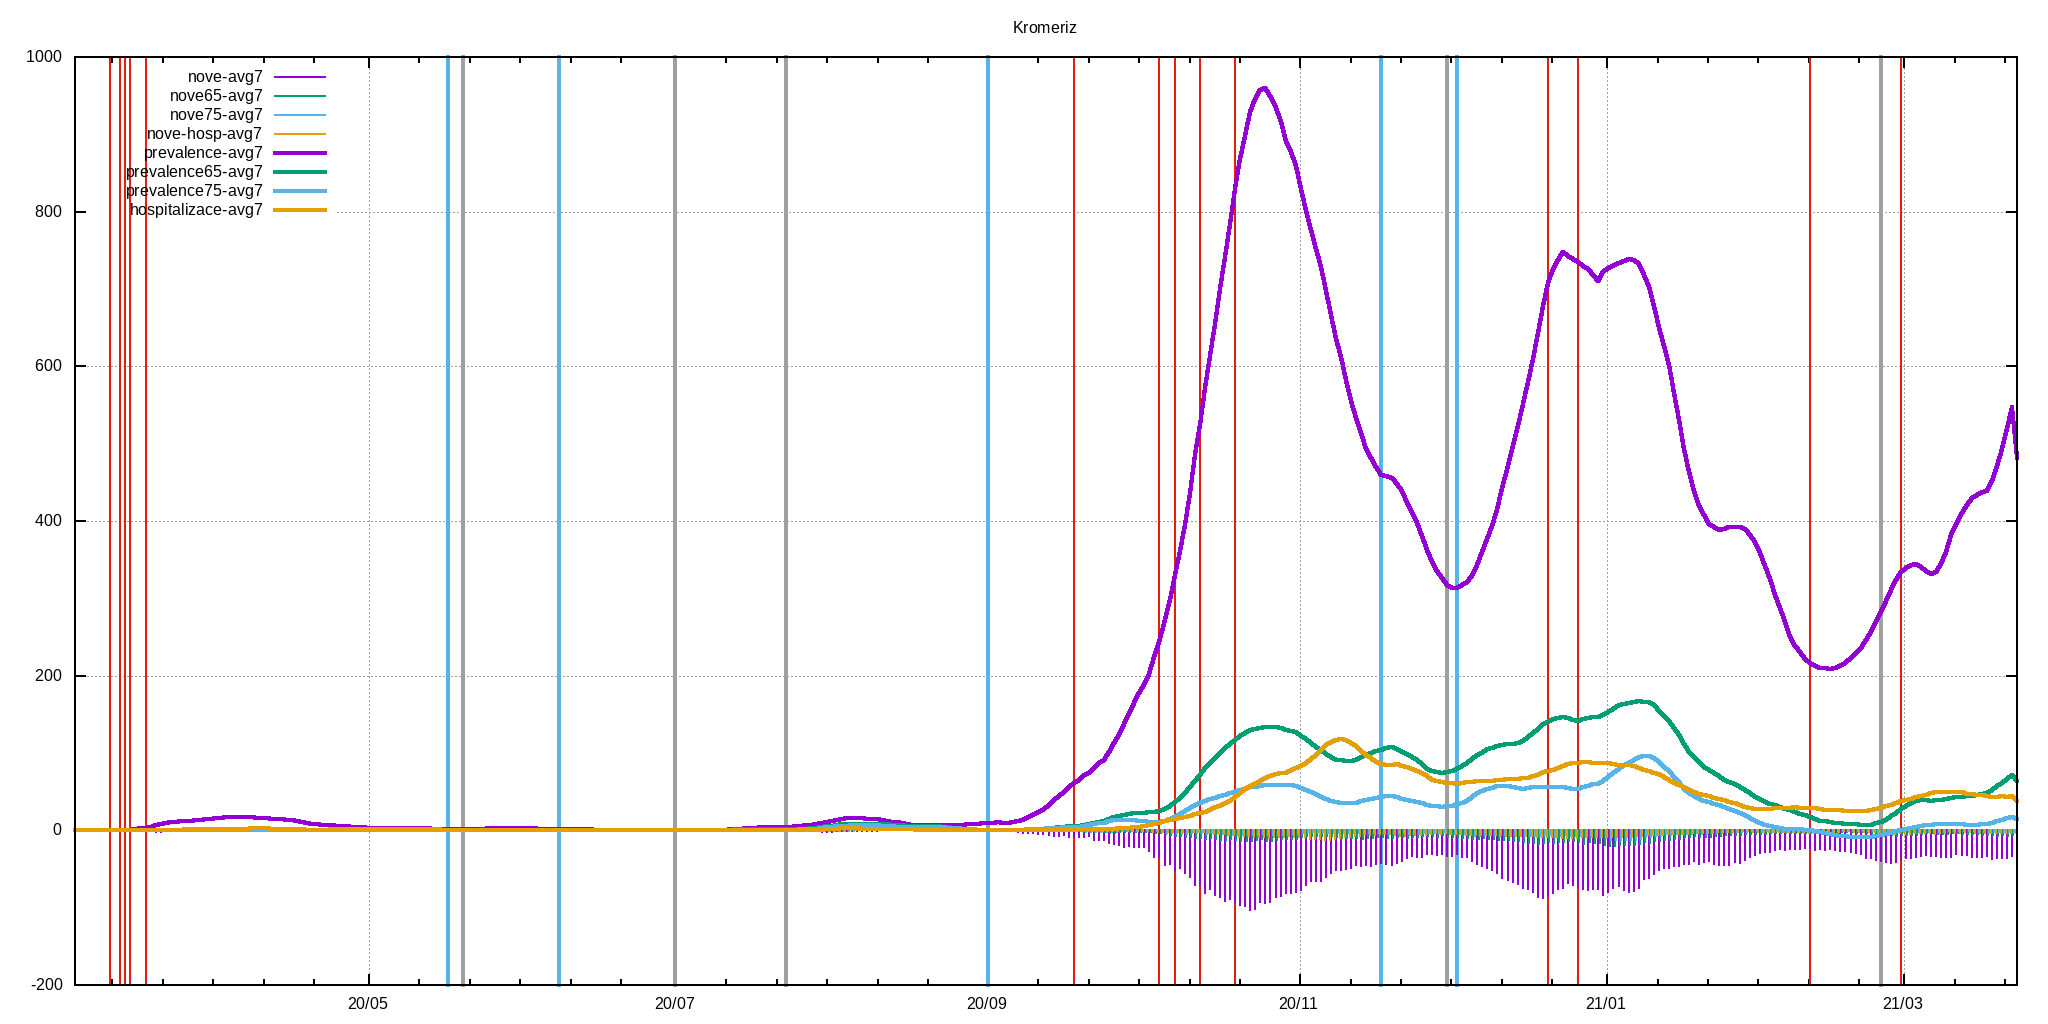 Kromeriz
1000
nove-avg7
nove65-avg7
nove75-avg7
nove-hosp-avg7
prevalence-avg7
prevalence65-avg7
prevalence75-avg7
hospitalizace-avg7
800
600
400
200
0
-200
20/05 20/07 20/09 20/11 21/01 21/03